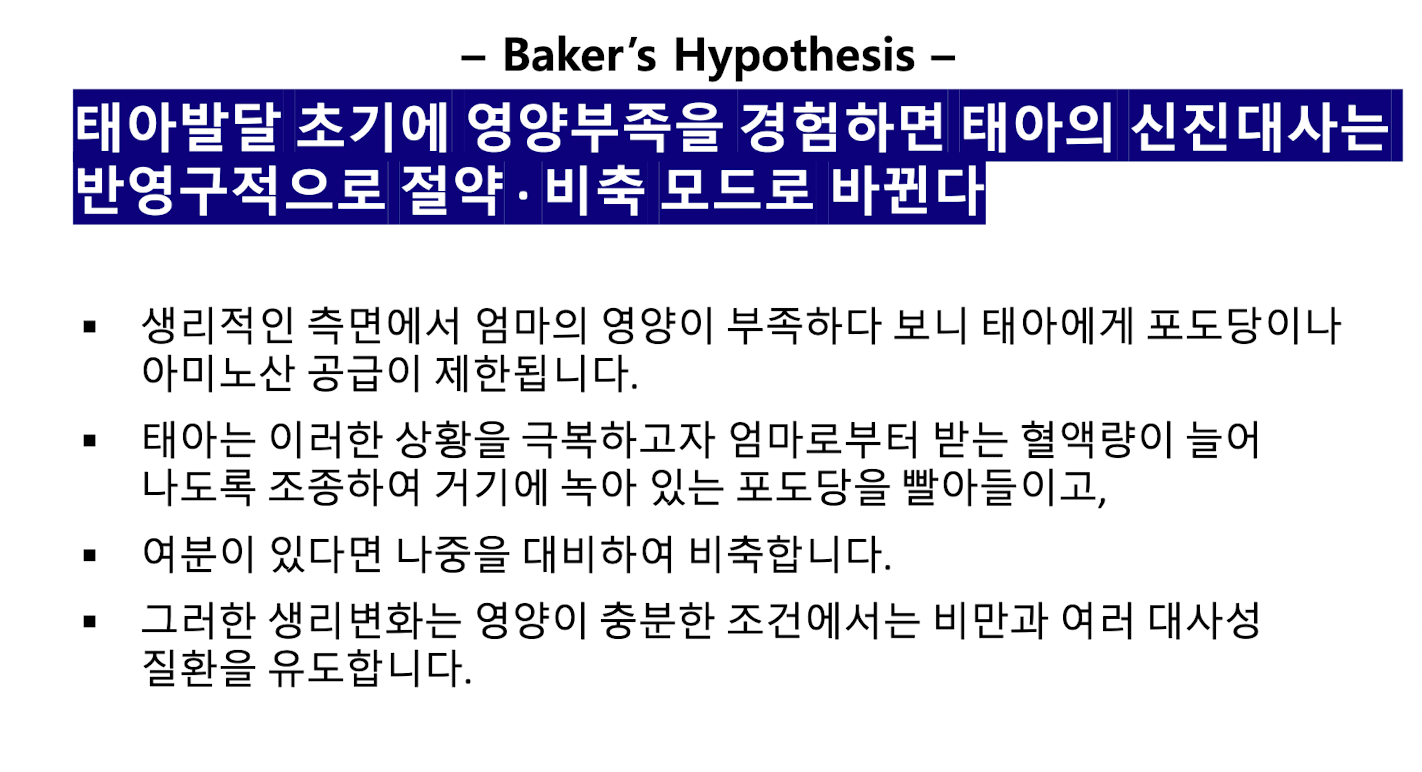 – Baker’s Hypothesis –
태아발달 초기에 영양부족을 경험하면 태아의 신진대사는
반영구적으로 절약 · 비축 모드로 바뀐다
▪ 생리적인 측면에서 엄마의 영양이 부족하다 보니 태아에게 포도당이나
아미노산 공급이 제한됩니다.
▪ 태아는 이러한 상황을 극복하고자 엄마로부터 받는 혈액량이 늘어
나도록 조종하여 거기에 녹아 있는 포도당을 빨아들이고,
▪ 여분이 있다면 나중을 대비하여 비축합니다.
▪ 그러한 생리변화는 영양이 충분한 조건에서는 비만과 여러 대사성
질환을 유도합니다.